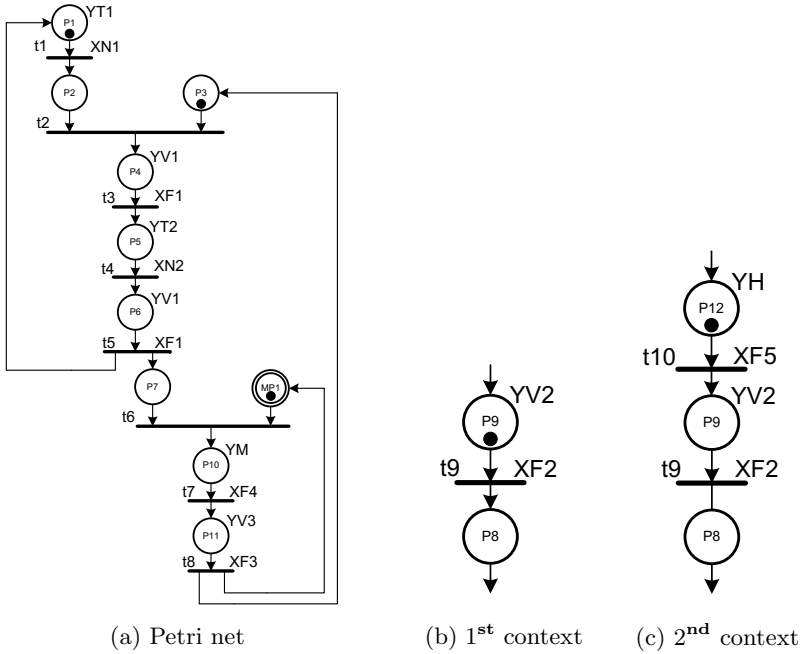 YT1
P1
t1 XN1
P2 P3
t2
YV1
P4
t3 XF1
YT2
P5
t4 XN2
YV1
P6
t5 XF1
P7 MP1
t6
YM
P10
t7 XF4
YV3
P11
t8 XF3
(a) Petri net
YV2
P9
t9 XF2
P8
(b) 1st context
YH
P12
t10 XF5
YV2
P9
t9 XF2
P8
(c) 2nd context